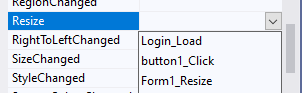 RegionChanged
Resize
RightToLeftChanged
SizeChanged
StyleChanged
Login_Load
button1_Click
Form1_Resize